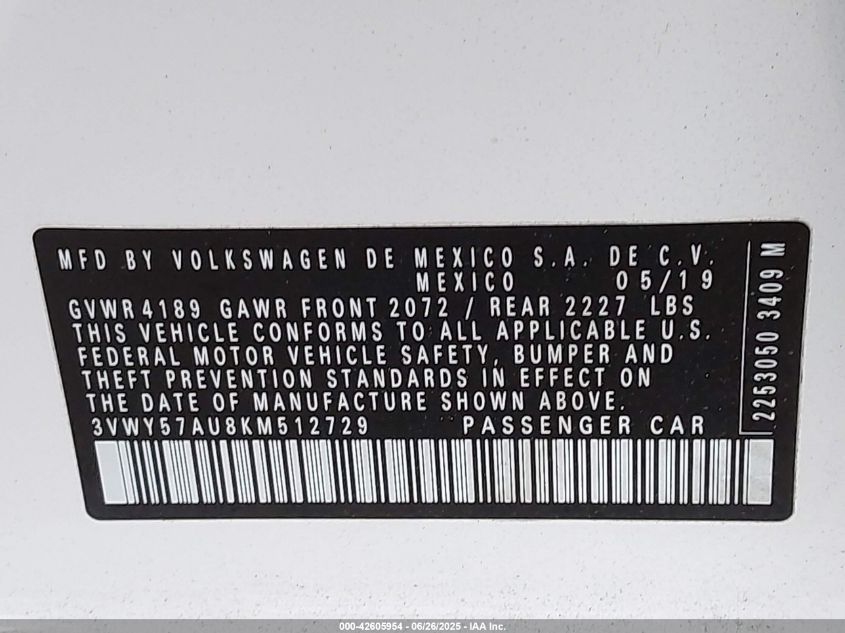 MFD BY VOLKSWAGEN DE MEXICO S.A. DE C.V.
MEXICO 05/19
GVWR 4189 GAWR FRONT 2072 / REAR 2227 LBS
THIS VEHICLE CONFORMS TO ALL APPLICABLE U.S.
FEDERAL MOTOR VEHICLE SAFETY, BUMPER AND
THEFT PREVENTION STANDARDS IN EFFECT ON
THE DATE OF MANUFACTURE SHOWN ABOVE.
3VWY57AU8KM512729 PASSENGER CAR
2253050 3409 M
000-42605954 - 06/26/2025 - IAA Inc.